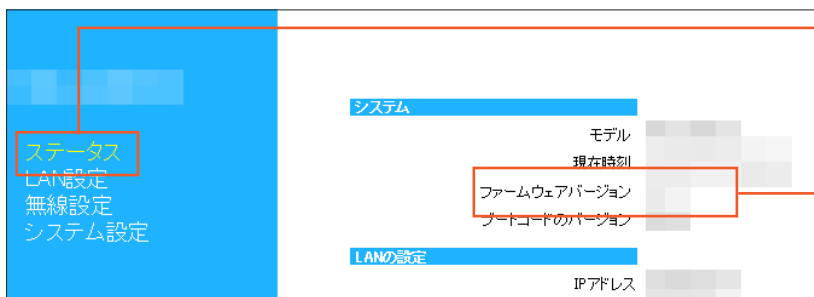 ステータス
LAN設定
無線設定
システム設定
システム
モデル
現在時刻
ファームウェアバージョン
ブートコードのバージョン
LANの設定
IPアドレス